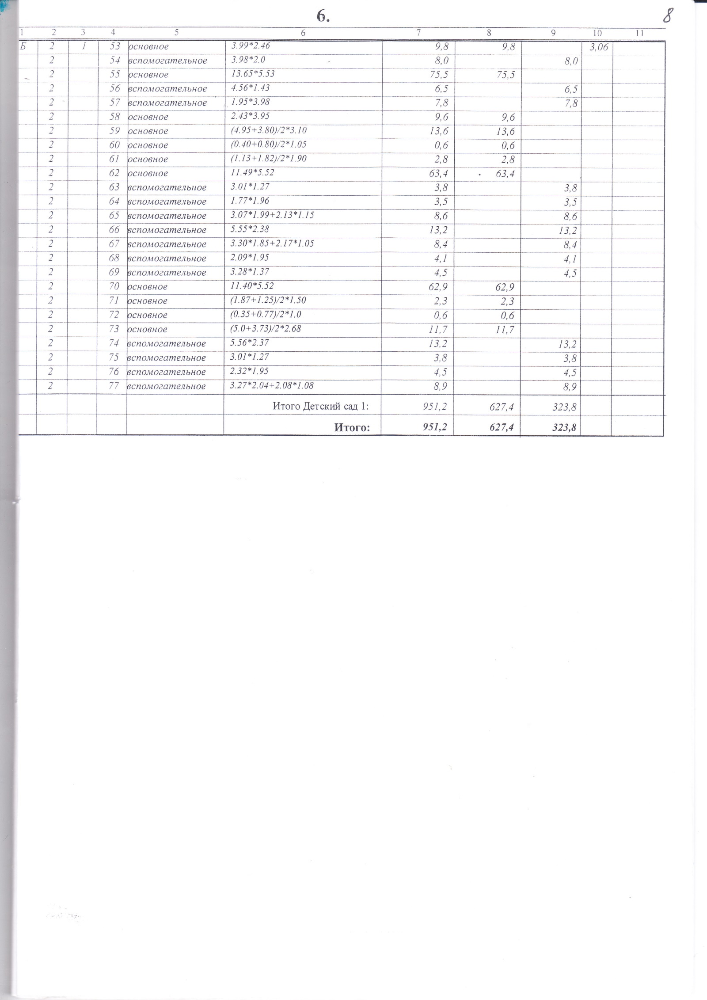 6.
8
1 2 3 4 5 6 7 8 9 10 11
Б 2 1 53 основное 3.99*2.46 9,8 9,8 3,06
2 54 вспомогательное 3.98*2.0 8,0 8,0
2 55 основное 13.65*5.53 75,5 75,5
2 56 вспомогательное 4.56*1.43 6,5 6,5
2 57 вспомогательное 1.95*3.98 7,8 7,8
2 58 основное 2.43*3.95 9,6 9,6
2 59 основное (4.95+3.80)/2*3.10 13,6 13,6
2 60 основное (0.40+0.80)/2*1.05 0,6 0,6
2 61 основное (1.13+1.82)/2*1.90 2,8 2,8
2 62 основное 11.49*5.52 63,4 63,4
2 63 вспомогательное 3.01*1.27 3,8 3,8
2 64 вспомогательное 1.77*1.96 3,5 3,5
2 65 вспомогательное 3.07*1.99+2.13*1.15 8,6 8,6
2 66 вспомогательное 5.55*2.38 13,2 13,2
2 67 вспомогательное 3.30*1.85+2.17*1.05 8,4 8,4
2 68 вспомогательное 2.09*1.95 4,1 4,1
2 69 вспомогательное 3.28*1.37 4,5 4,5
2 70 основное 11.40*5.52 62,9 62,9
2 71 основное (1.87+1.25)/2*1.50 2,3 2,3
2 72 основное (0.35+0.77)/2*1.0 0,6 0,6
2 73 основное (5.0+3.73)/2*2.68 11,7 11,7
2 74 вспомогательное 5.56*2.37 13,2 13,2
2 75 вспомогательное 3.01*1.27 3,8 3,8
2 76 вспомогательное 2.32*1.95 4,5 4,5
2 77 вспомогательное 3.27*2.04+2.08*1.08 8,9 8,9
Итого Детский сад 1: 951,2 627,4 323,8
Итого: 951,2 627,4 323,8